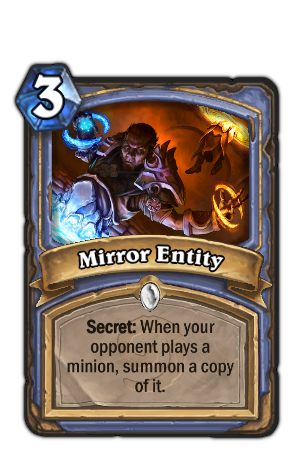 3
Mirror Entity
Secret: When your
opponent plays a
minion, summon a copy
of it.